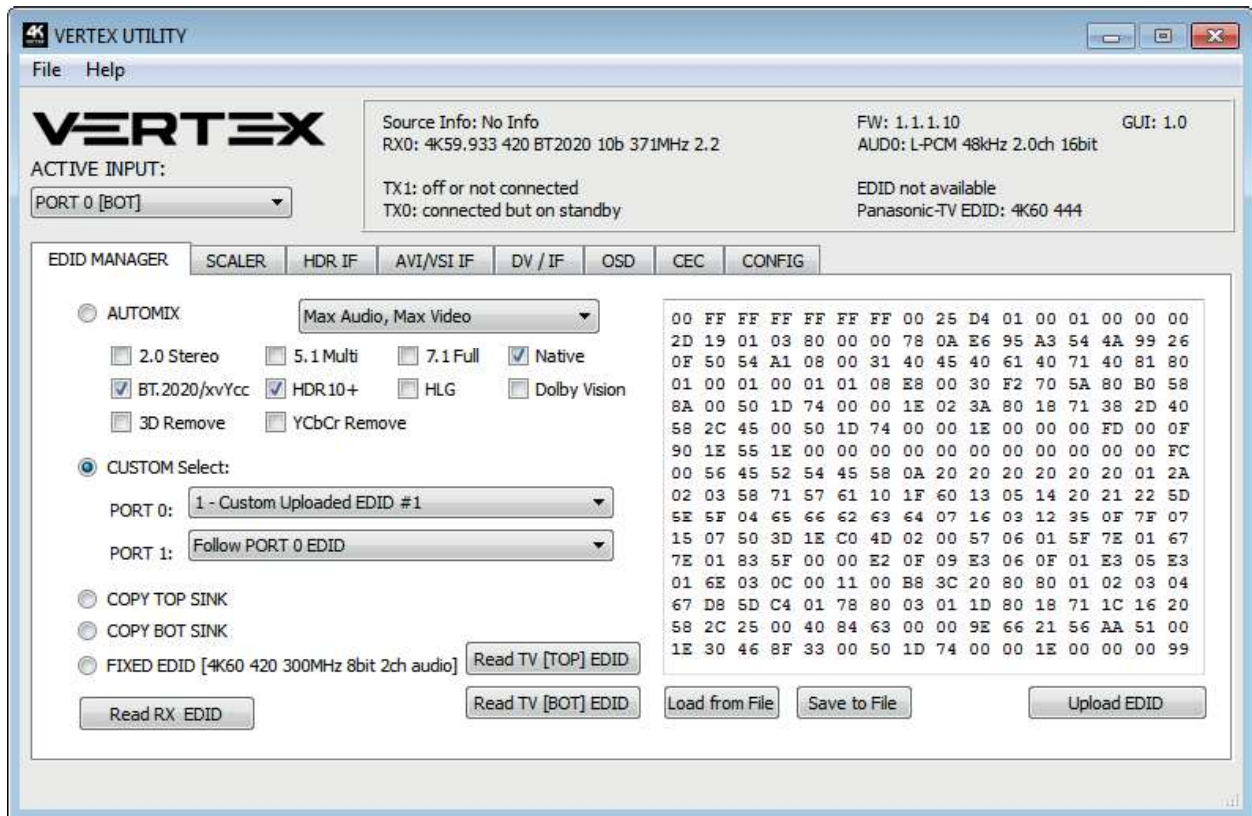 4K VERTEX UTILITY
File Help
VERTEX
Source Info: No Info FW: 1.1.1.10 GUI: 1.0
RX0: 4K59.933 420 BT2020 10b 371MHz 2.2 AUD0: L-PCM 48kHz 2.0ch 16bit
ACTIVE INPUT:
TX1: off or not connected EDID not available
PORT 0 [BOT] TX0: connected but on standby Panasonic-TV EDID: 4K60 444
EDID MANAGER SCALER HDR IF AVI/VSI IF DV / IF OSD CEC CONFIG
AUTOMIX Max Audio, Max Video
2.0 Stereo 5.1 Multi 7.1 Full Native
BT.2020/xvYcc HDR10+ HLG Dolby Vision
3D Remove YCbCr Remove
CUSTOM Select:
PORT 0: 1 - Custom Uploaded EDID #1
PORT 1: Follow PORT 0 EDID
COPY TOP SINK
COPY BOT SINK
FIXED EDID [4K60 420 300MHz 8bit 2ch audio] Read TV [TOP] EDID
Read RX EDID Read TV [BOT] EDID
00 FF FF FF FF FF FF 00 25 D4 01 00 01 00 00 00
2D 19 01 03 80 00 00 78 0A E6 95 A3 54 4A 99 26
0F 50 54 A1 08 00 31 40 45 40 61 40 71 40 81 80
01 00 01 00 01 01 08 E8 00 30 F2 70 5A 80 B0 58
8A 00 50 1D 74 00 00 1E 02 3A 80 18 71 38 2D 40
58 2C 45 00 50 1D 74 00 00 1E 00 00 00 FD 00 0F
90 1E 55 1E 00 00 00 00 00 00 00 00 00 00 00 FC
00 56 45 52 54 45 58 0A 20 20 20 20 20 20 01 2A
02 03 58 71 57 61 10 1F 60 13 05 14 20 21 22 5D
5E 5F 04 65 66 62 63 64 07 16 03 12 35 0F 7F 07
15 07 50 3D 1E C0 4D 02 00 57 06 01 5F 7E 01 67
7E 01 83 5F 00 00 E2 0F 09 E3 06 0F 01 E3 05 E3
01 6E 03 0C 00 11 00 B8 3C 20 80 80 01 02 03 04
67 D8 5D C4 01 78 80 03 01 1D 80 18 71 1C 16 20
58 2C 25 00 40 84 63 00 00 9E 66 21 56 AA 51 00
1E 30 46 8F 33 00 50 1D 74 00 00 1E 00 00 00 99
Load from File Save to File Upload EDID